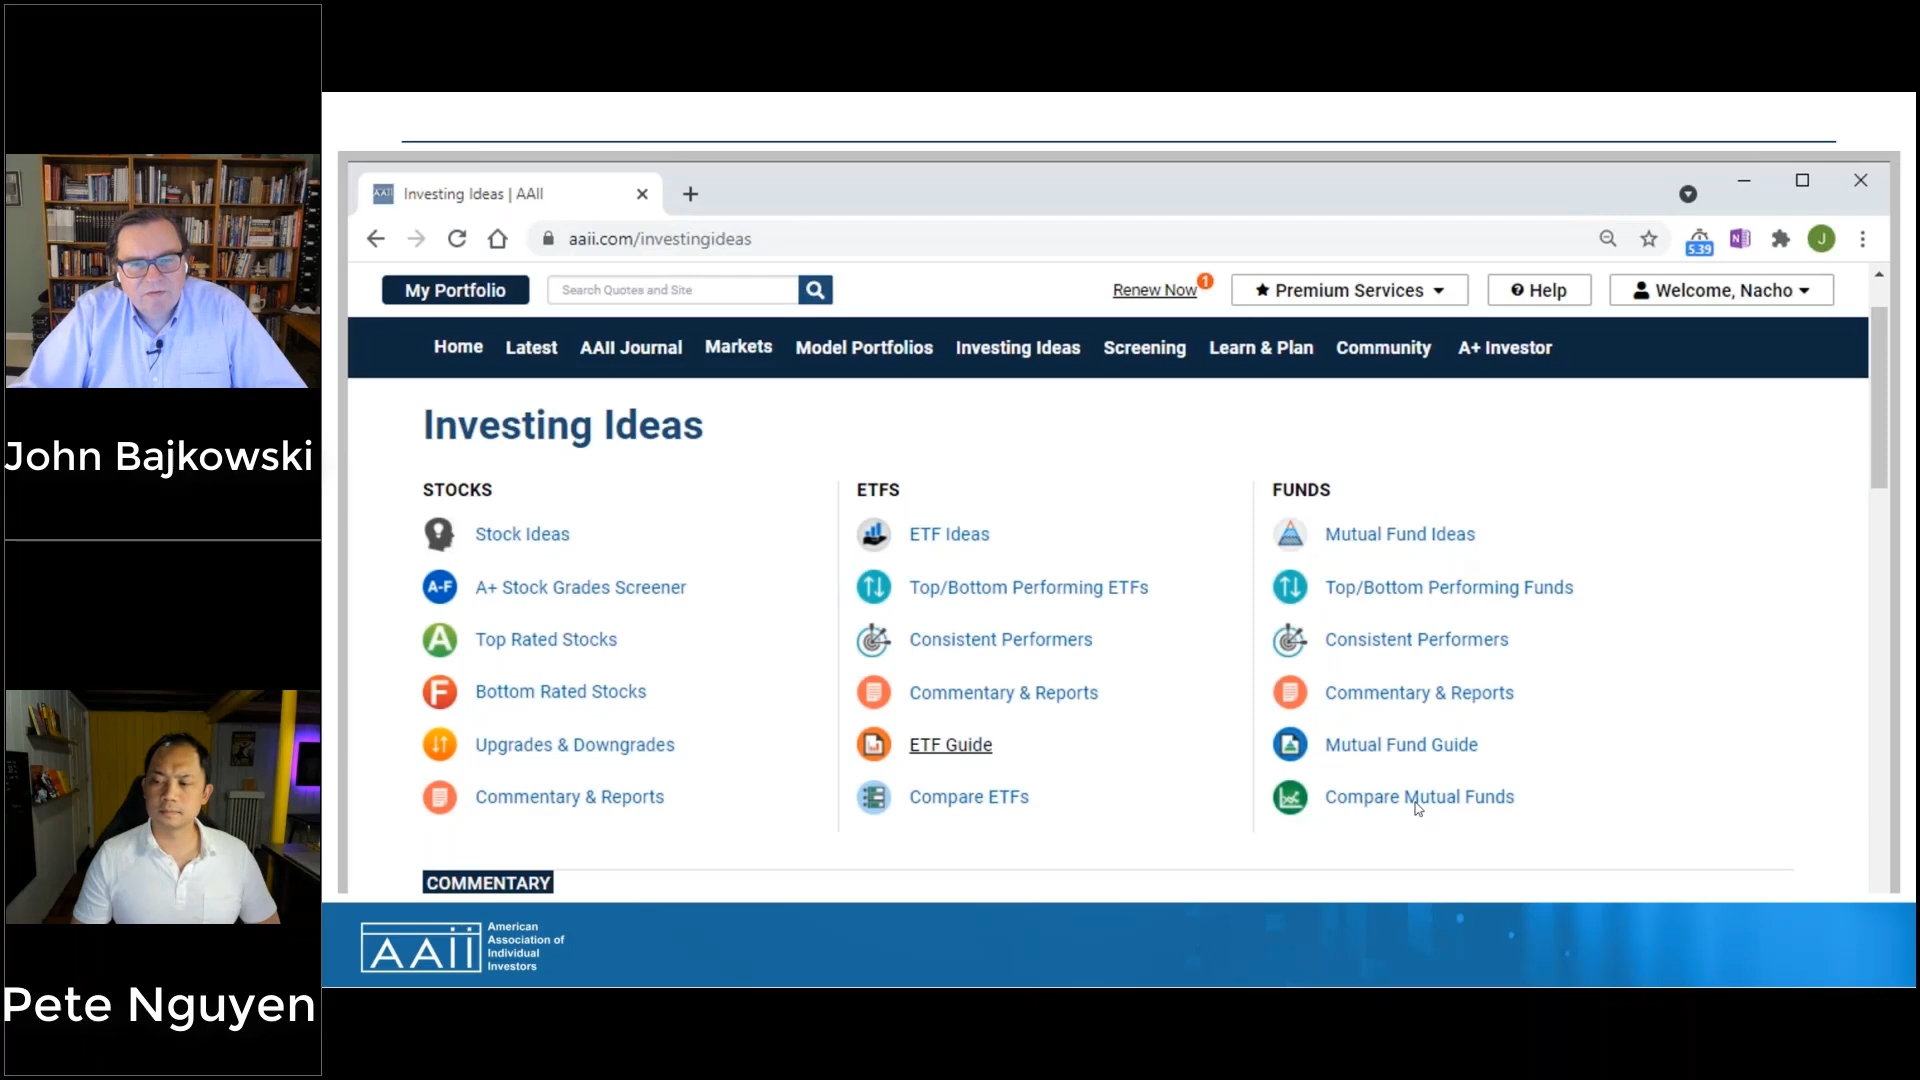 John Bajkowski
Pete Nguyen
AAII
Investing Ideas | AAII
aaii.com/investingideas
5.39
N
J
My Portfolio
Search Quotes and Site
Renew Now
1
Premium Services
Help
Welcome, Nacho
Home
Latest
AAII Journal
Markets
Model Portfolios
Investing Ideas
Screening
Learn & Plan
Community
A+ Investor
Investing Ideas
STOCKS
Stock Ideas
A-F
A+ Stock Grades Screener
A
Top Rated Stocks
F
Bottom Rated Stocks
Upgrades & Downgrades
Commentary & Reports
ETFS
ETF Ideas
Top/Bottom Performing ETFs
Consistent Performers
Commentary & Reports
ETF Guide
Compare ETFs
FUNDS
Mutual Fund Ideas
Top/Bottom Performing Funds
Consistent Performers
Commentary & Reports
Mutual Fund Guide
Compare Mutual Funds
COMMENTARY
AAii
American
Association of
Individual
Investors